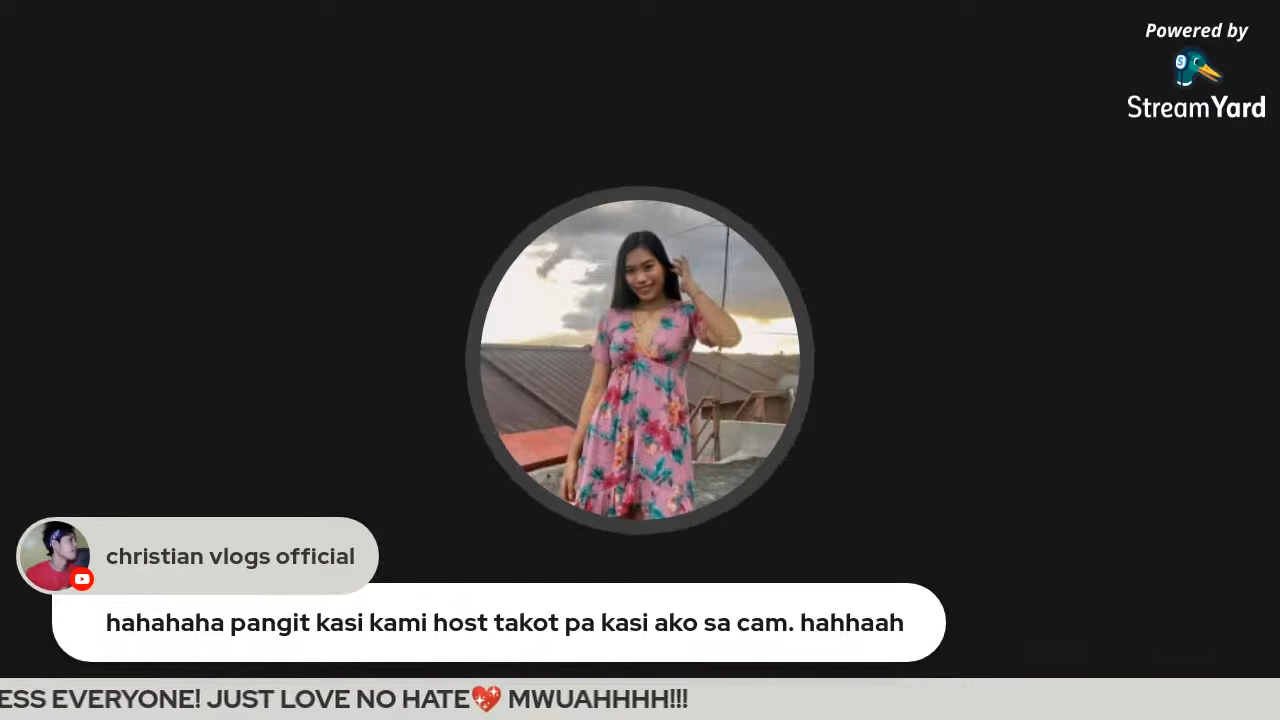 Powered by
StreamYard
christian vlogs official
hahahaha pangit kasi kami host takot pa kasi ako sa cam. hahhaah
ESS EVERYONE! JUST LOVE NO HATE💖 MWUAHHHH!!!